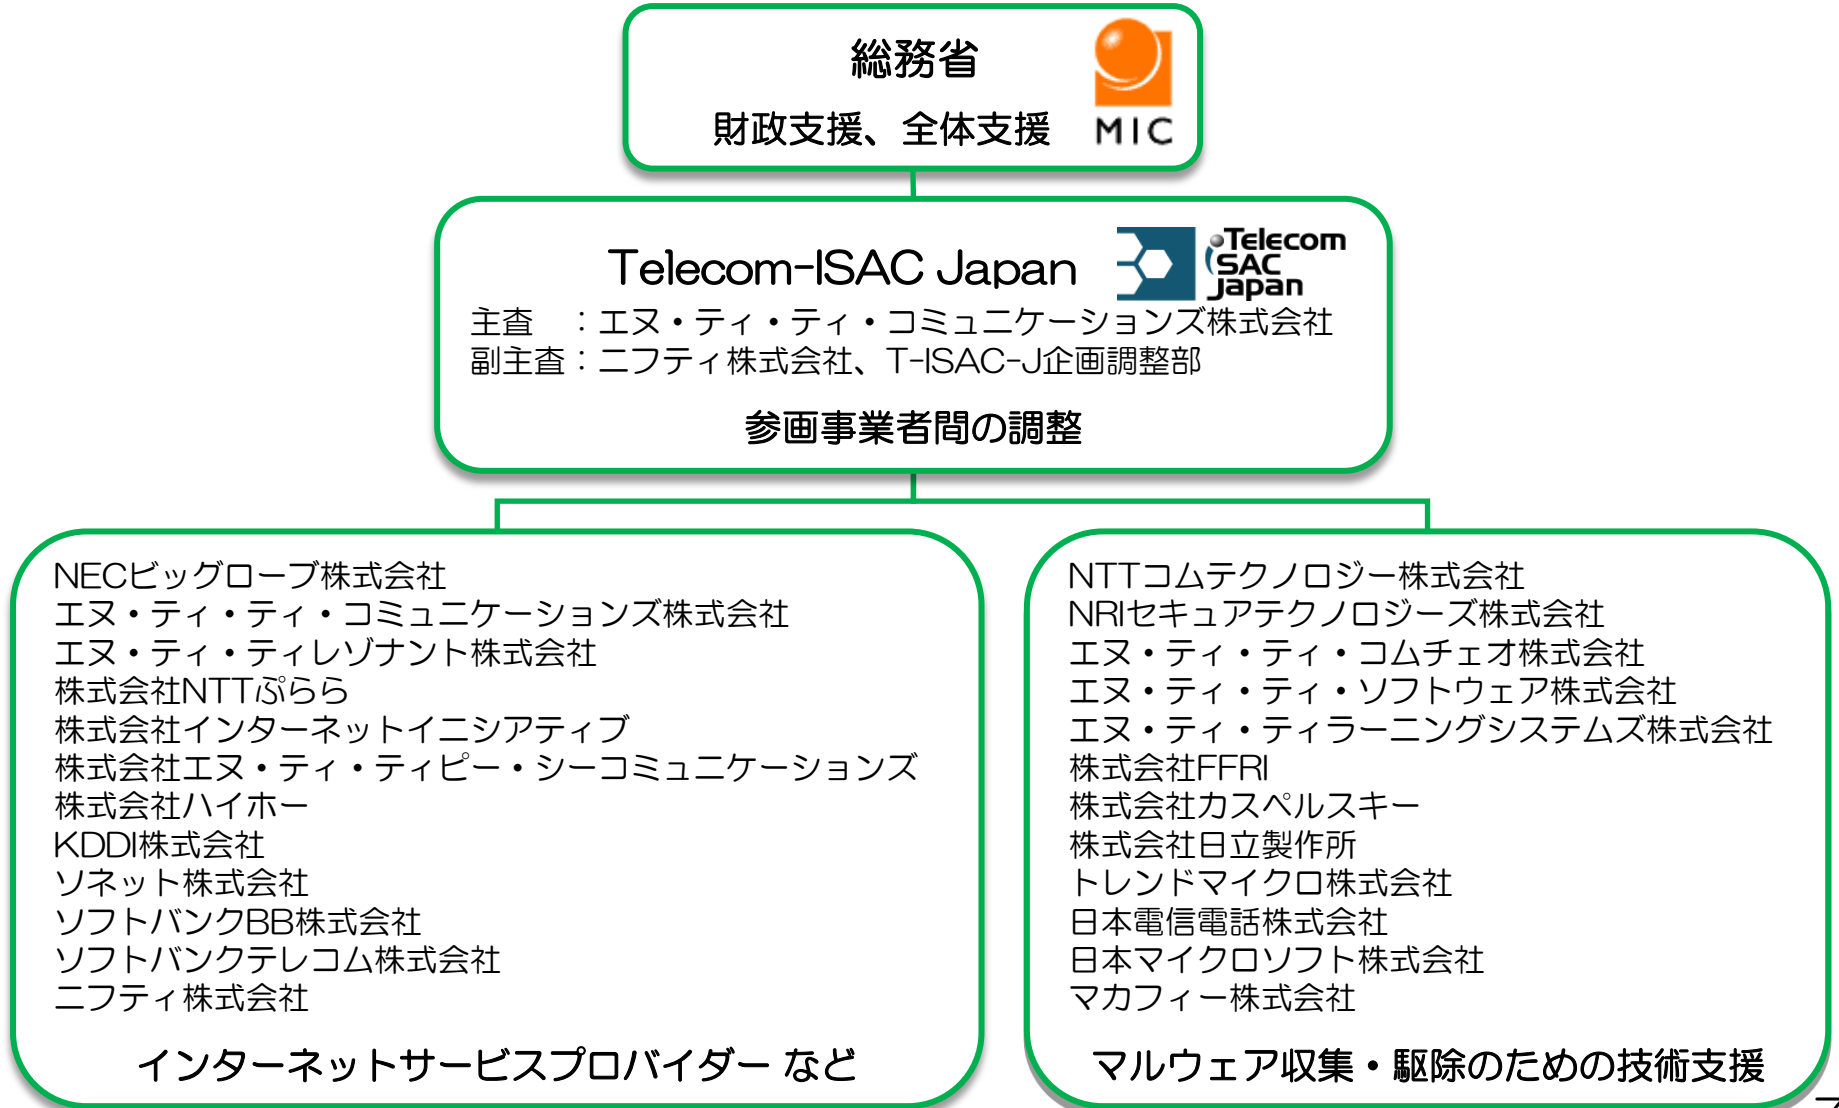 総務省
財政支援、全体支援
MIC
Telecom-ISAC Japan
Telecom
iSAC
Japan
主査　：エヌ・ティ・ティ・コミュニケーションズ株式会社
副主査：ニフティ株式会社、T-ISAC-J企画調整部
参画事業者間の調整
NECビッグローブ株式会社
エヌ・ティ・ティ・コミュニケーションズ株式会社
エヌ・ティ・ティレゾナント株式会社
株式会社NTTぷらら
株式会社インターネットイニシアティブ
株式会社エヌ・ティ・ティピー・シーコミュニケーションズ
株式会社ハイホー
KDDI株式会社
ソネット株式会社
ソフトバンクBB株式会社
ソフトバンクテレコム株式会社
ニフティ株式会社
インターネットサービスプロバイダー など
NTTコムテクノロジー株式会社
NRIセキュアテクノロジーズ株式会社
エヌ・ティ・ティ・コムチェオ株式会社
エヌ・ティ・ティ・ソフトウェア株式会社
エヌ・ティ・ティラーニングシステムズ株式会社
株式会社FFRI
株式会社カスペルスキー
株式会社日立製作所
トレンドマイクロ株式会社
日本電信電話株式会社
日本マイクロソフト株式会社
マカフィー株式会社
マルウェア収集・駆除のための技術支援